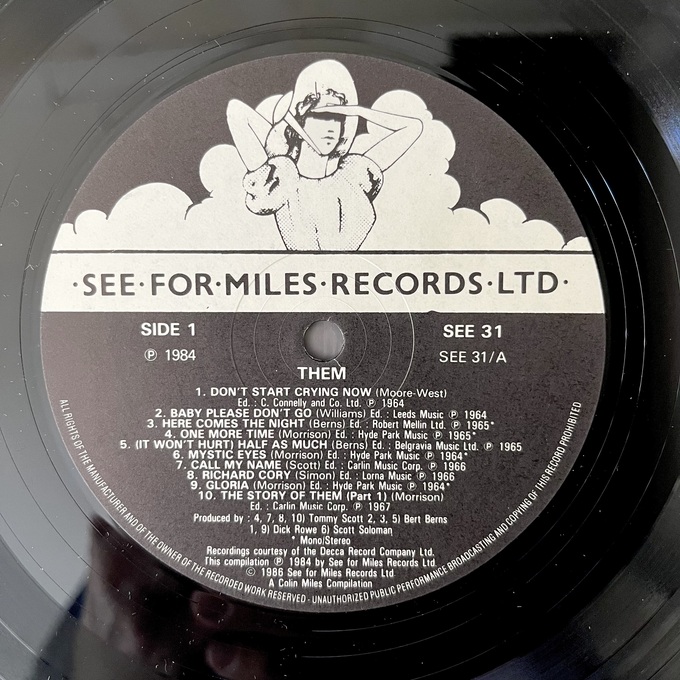 ·SEE·FOR·MILES·RECORDS·LTD·
SIDE 1
SEE 31
℗ 1984
SEE 31/A
THEM
1. DON'T START CRYING NOW (Moore-West)
Ed. : C. Connelly and Co. Ltd. ℗ 1964
2. BABY PLEASE DON'T GO (Williams) Ed. : Leeds Music ℗ 1964
3. HERE COMES THE NIGHT (Berns) Ed. : Robert Mellin Ltd. ℗ 1965*
4. ONE MORE TIME (Morrison) Ed. : Hyde Park Music ℗ 1965*
5. (IT WON'T HURT) HALF AS MUCH (Berns) Ed. : Belgravia Music Ltd. ℗ 1965
6. MYSTIC EYES (Morrison) Ed. : Hyde Park Music ℗ 1964*
7. CALL MY NAME (Scott) Ed. : Carlin Music Corp. ℗ 1966
8. RICHARD CORY (Simon) Ed. : Lorna Music ℗ 1966
9. GLORIA (Morrison) Ed. : Hyde Park Music ℗ 1964*
10. THE STORY OF THEM (Part 1) (Morrison)
Ed. : Carlin Music Corp. ℗ 1967
Produced by : 4, 7, 8, 10) Tommy Scott 2, 3, 5) Bert Berns
1, 9) Dick Rowe 6) Scott Soloman
* Mono/Stereo
Recordings courtesy of the Decca Record Company Ltd.
This compilation ℗ 1984 by See for Miles Records Ltd
© 1986 See for Miles Records Ltd
A Colin Miles Compilation
ALL RIGHTS OF THE MANUFACTURER AND OF THE OWNER OF THE RECORDED WORK RESERVED - UNAUTHORIZED PUBLIC PERFORMANCE BROADCASTING AND COPYING OF THIS RECORD PROHIBITED